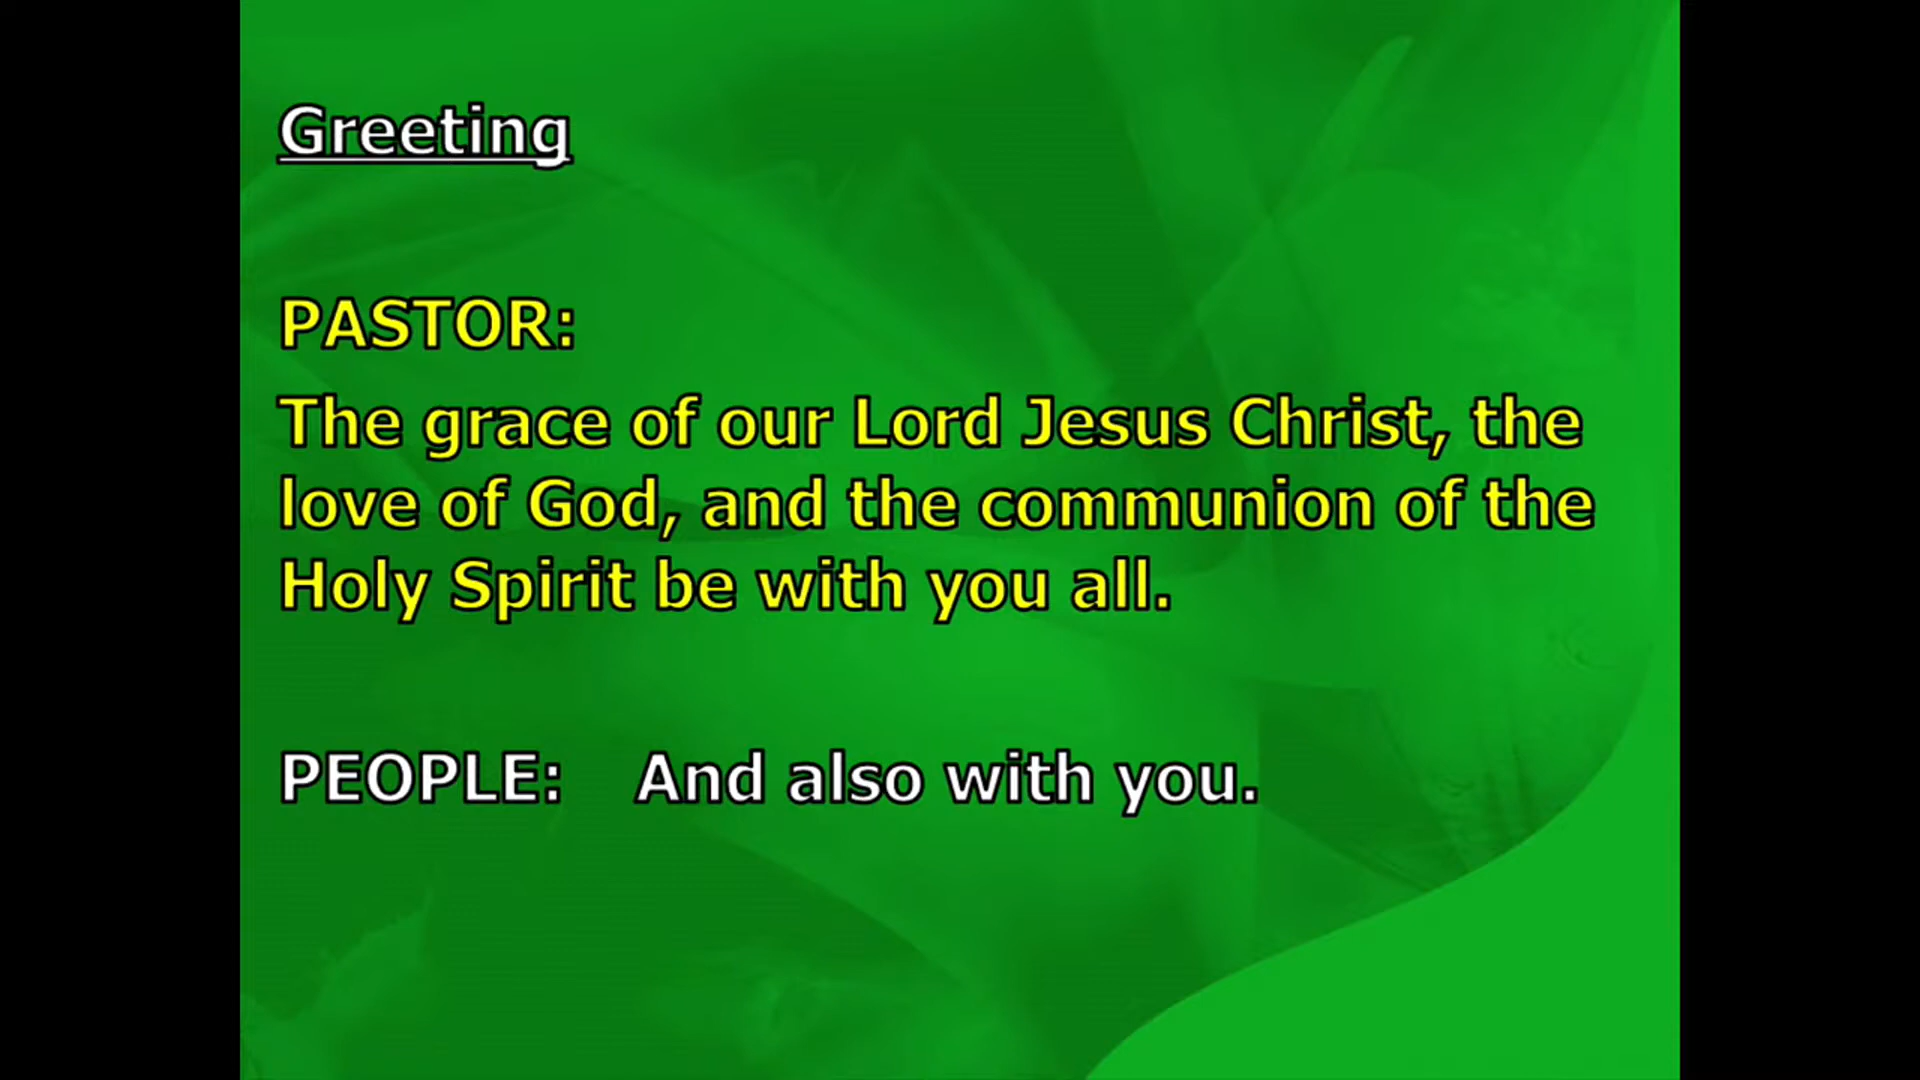 Greeting
PASTOR:
The grace of our Lord Jesus Christ, the
love of God, and the communion of the
Holy Spirit be with you all.
PEOPLE: And also with you.